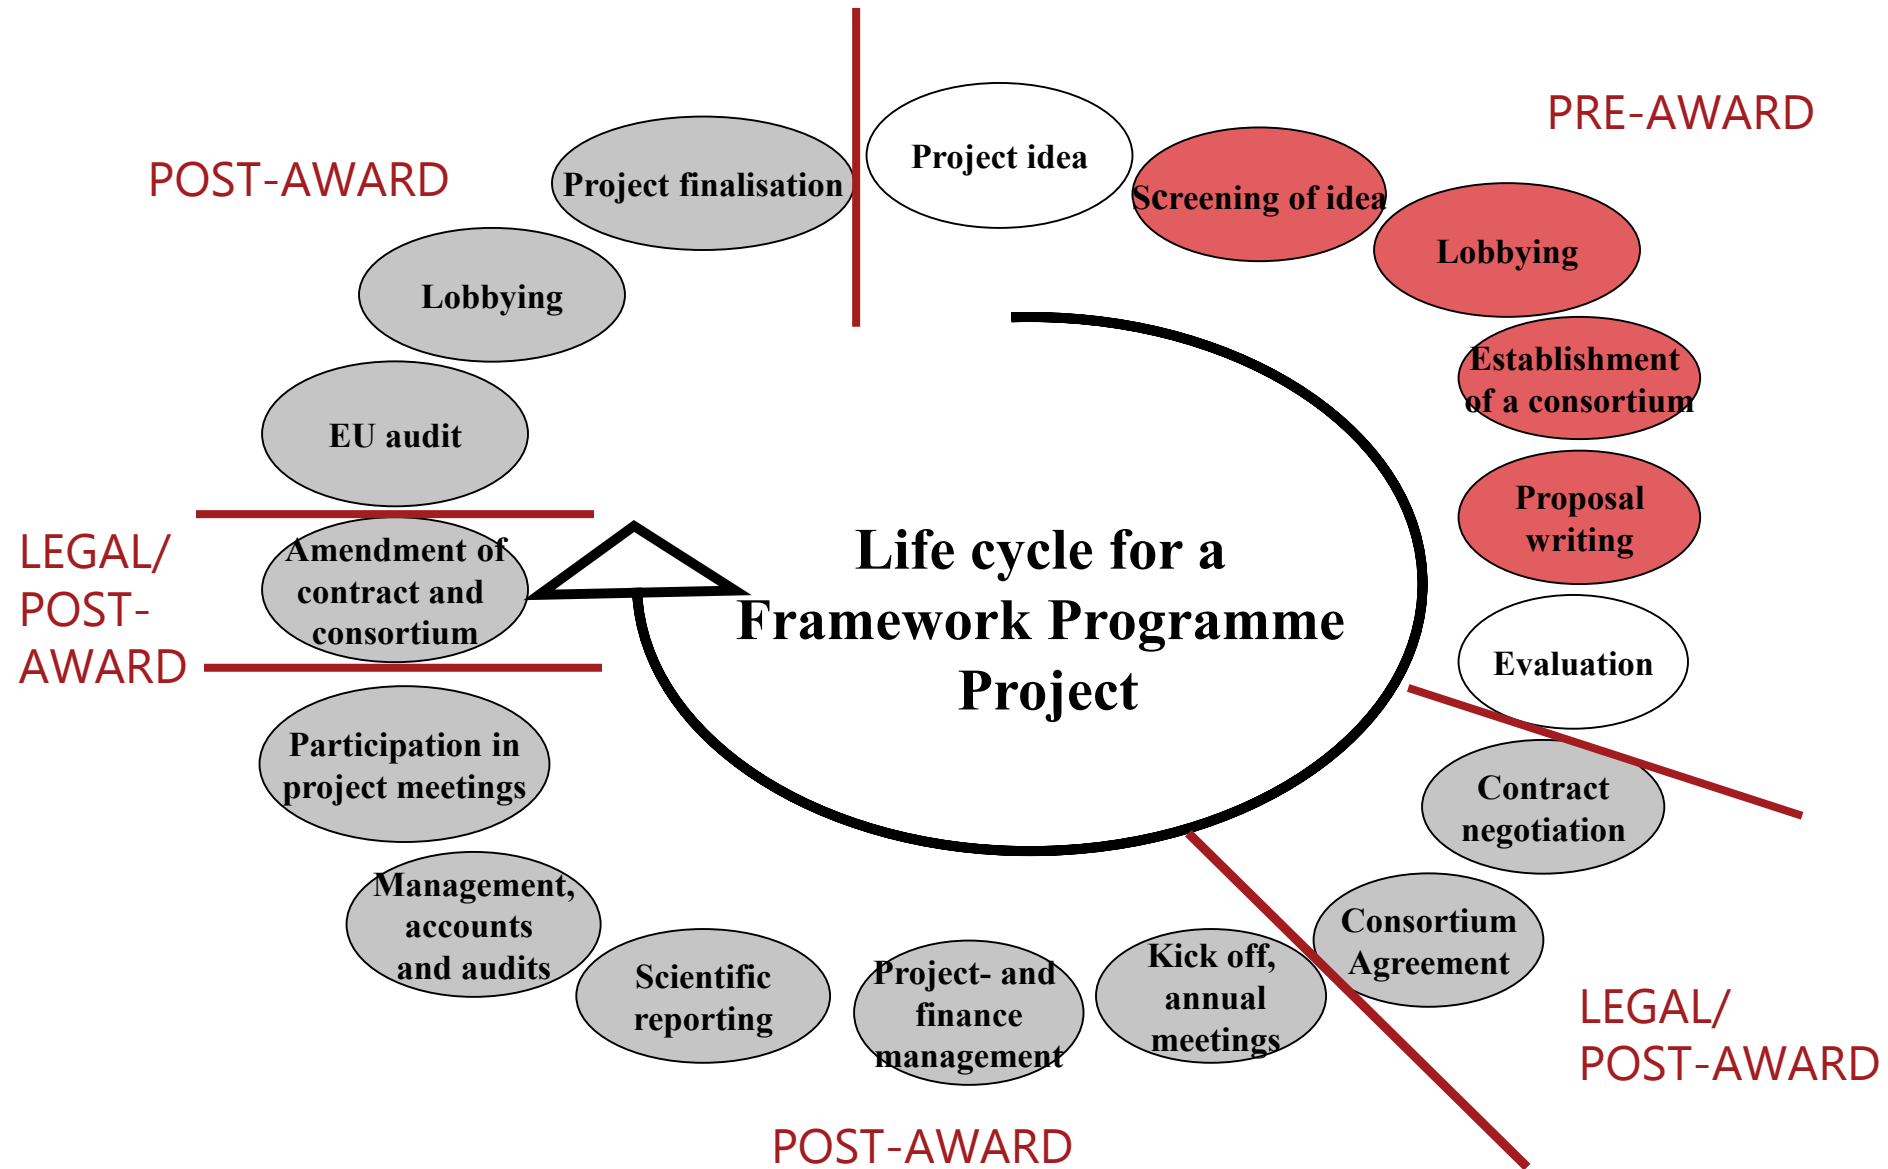 PRE-AWARD
Project idea
Screening of idea
Lobbying
Establishment
of a consortium
Proposal
writing
Evaluation
Contract
negotiation
Consortium
Agreement
LEGAL/
POST-AWARD
Kick off,
annual
meetings
Project- and
finance
management
Scientific
reporting
POST-AWARD
Management,
accounts
and audits
Participation in
project meetings
LEGAL/
POST-
AWARD
Amendment of
contract and
consortium
EU audit
Lobbying
Project finalisation
POST-AWARD
Life cycle for a
Framework Programme
Project